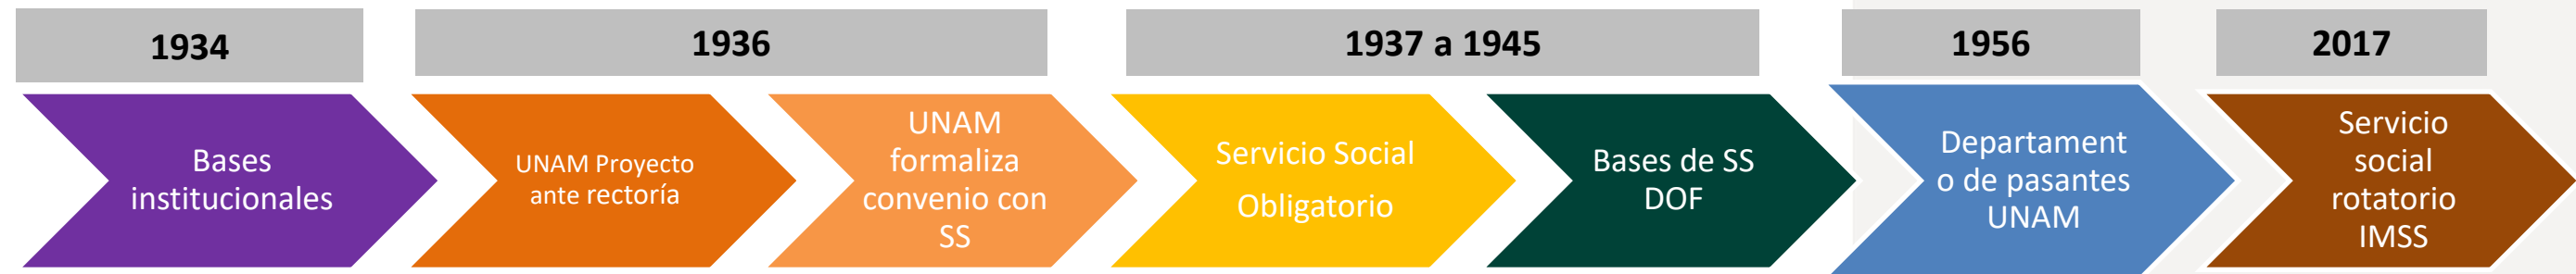 1934
1936
1937 a 1945
1956
2017
Bases
institucionales
UNAM Proyecto
ante rectoría
UNAM
formaliza
convenio con
SS
Servicio Social
Obligatorio
Bases de SS
DOF
Departament
o de pasantes
UNAM
Servicio
social
rotatorio
IMSS